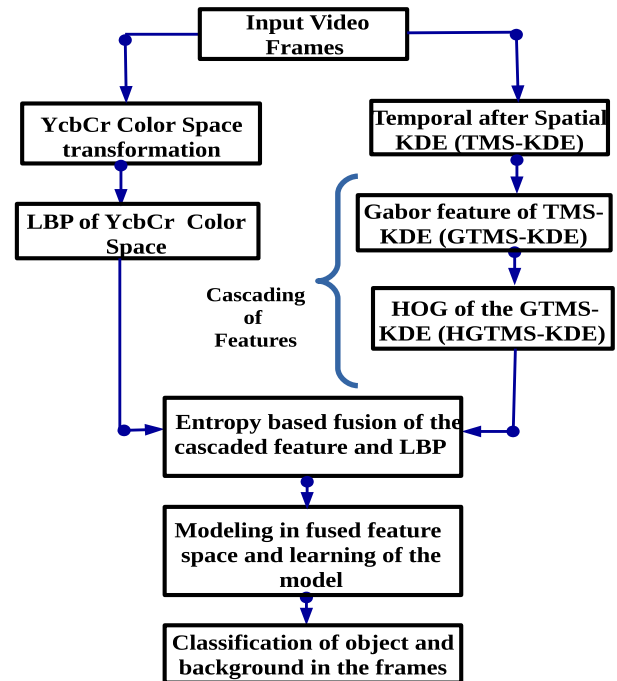 Input Video
Frames
YcbCr Color Space
transformation
Temporal after Spatial
KDE (TMS-KDE)
LBP of YcbCr Color
Space
Gabor feature of TMS-
KDE (GTMS-KDE)
Cascading
of
Features
HOG of the GTMS-
KDE (HGTMS-KDE)
Entropy based fusion of the
cascaded feature and LBP
Modeling in fused feature
space and learning of the
model
Classification of object and
background in the frames